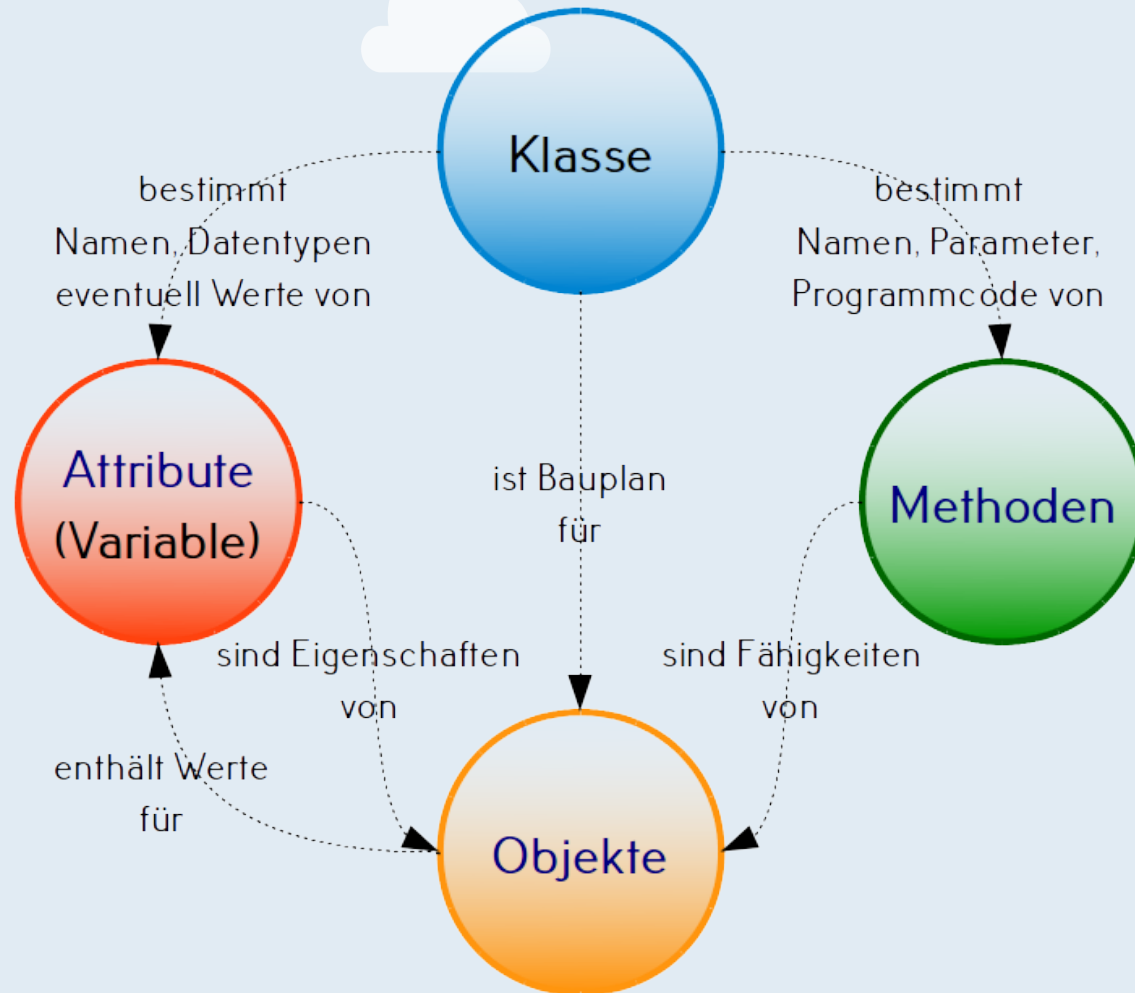 Klasse
bestimmt
Namen, Datentypen
eventuell Werte von
bestimmt
Namen, Parameter,
Programmcode von
Attribute
(Variable)
ist Bauplan
für
Methoden
sind Eigenschaften
von
sind Fähigkeiten
von
enthält Werte
für
Objekte